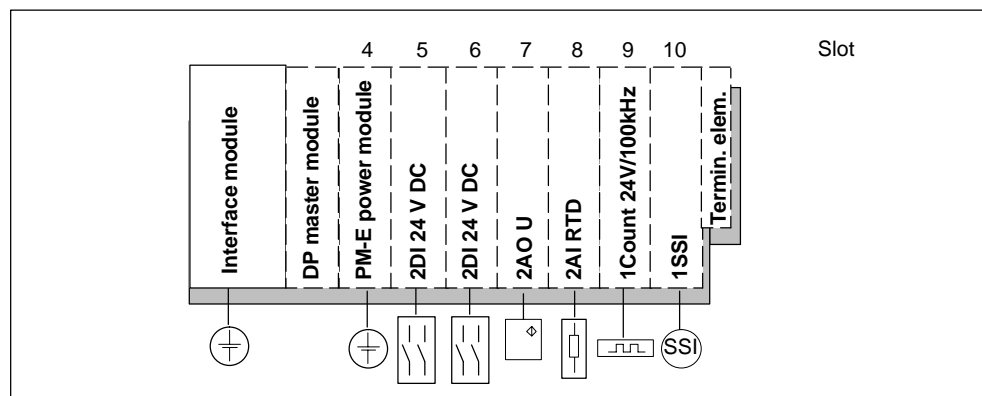 4 5 6 7 8 9 10 Slot
Interface module
DP master module
PM-E power module
2DI 24 V DC
2DI 24 V DC
2AO U
2AI RTD
1Count 24V/100kHz
1SSI
Termin. elem.
SSI